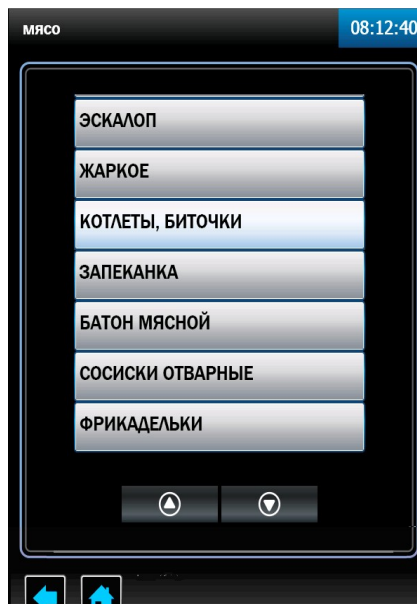 мясо
08:12:40
ЭСКАЛОП
ЖАРКОЕ
КОТЛЕТЫ, БИТОЧКИ
ЗАПЕКАНКА
БАТОН МЯСНОЙ
СОСИСКИ ОТВАРНЫЕ
ФРИКАДЕЛЬКИ